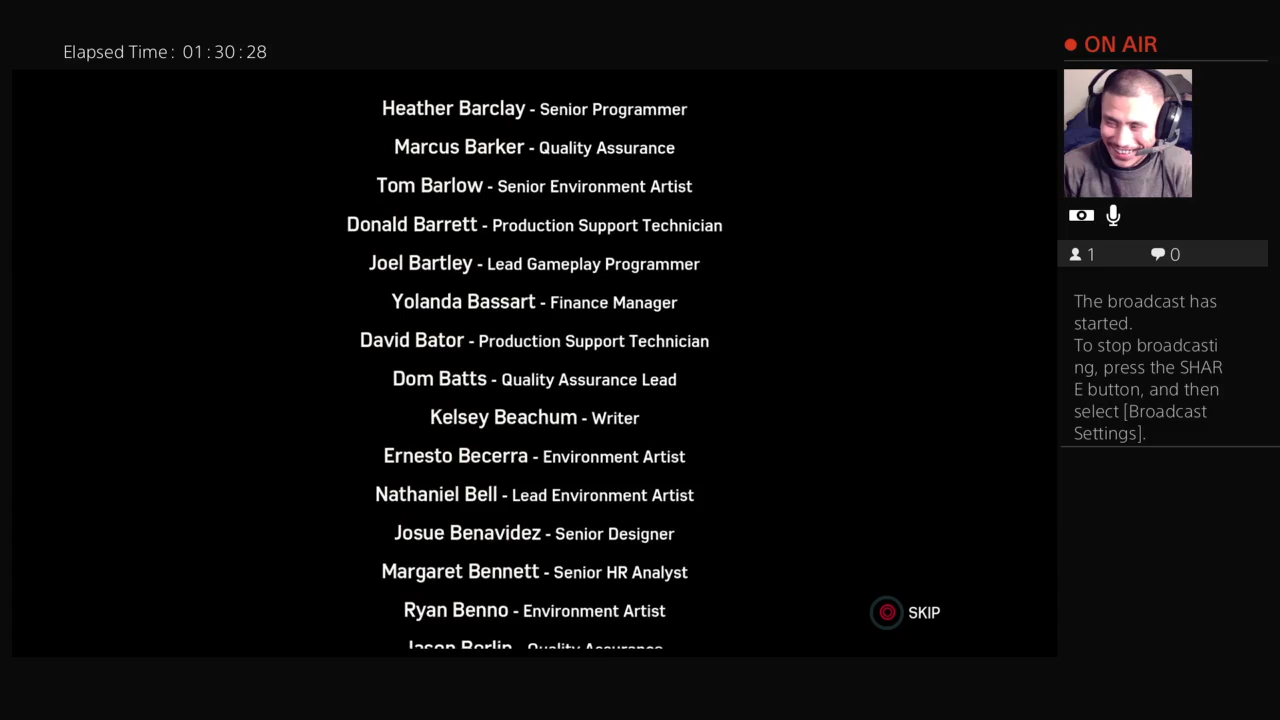 Elapsed Time: 01:30:28
ON AIR
Heather Barclay - Senior Programmer
Marcus Barker - Quality Assurance
Tom Barlow - Senior Environment Artist
Donald Barrett - Production Support Technician
Joel Bartley - Lead Gameplay Programmer
Yolanda Bassart - Finance Manager
David Bator - Production Support Technician
Dom Batts - Quality Assurance Lead
Kelsey Beachum - Writer
Ernesto Becerra - Environment Artist
Nathaniel Bell - Lead Environment Artist
Josue Benavidez - Senior Designer
Margaret Bennett - Senior HR Analyst
Ryan Benno - Environment Artist
Jason Berlin - Quality Assurance
SKIP
1 0
The broadcast has
started.
To stop broadcasti
ng, press the SHAR
E button, and then
select [Broadcast
Settings].